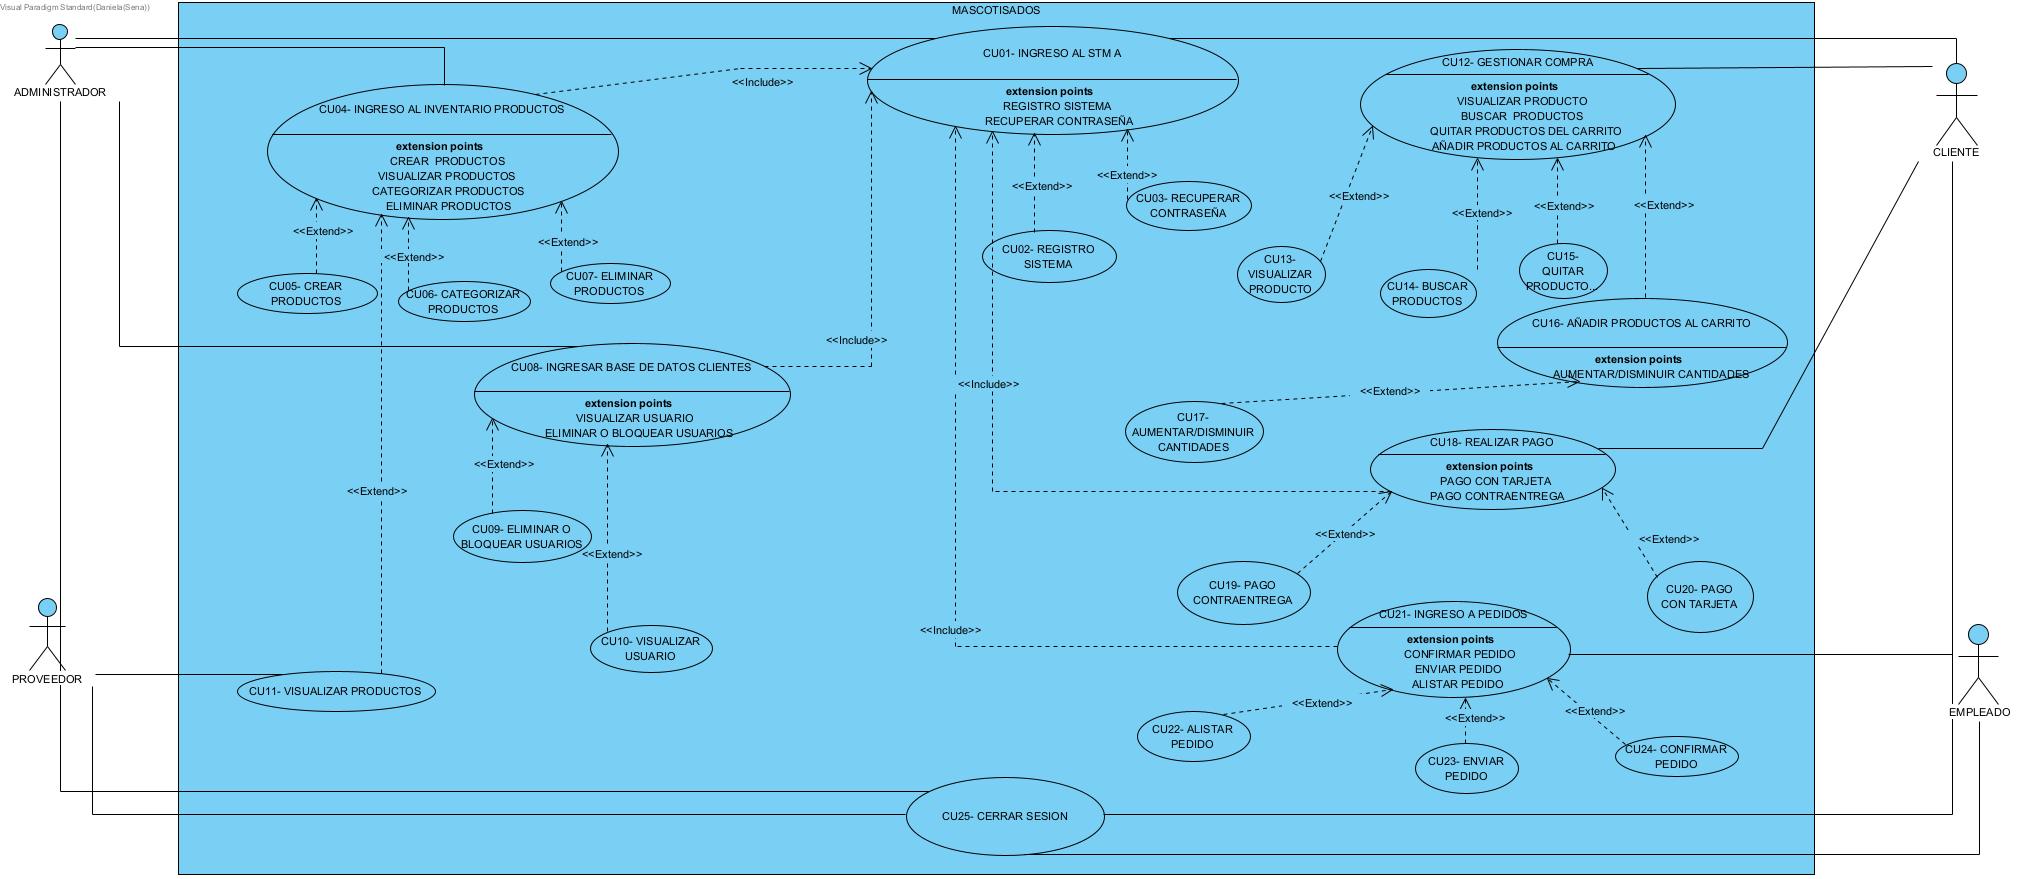 Visual Paradigm Standard(Daniela(Sena))
MASCOTISADOS
ADMINISTRADOR
CLIENTE
PROVEEDOR
EMPLEADO
CU01- INGRESO AL STM A
extension points
REGISTRO SISTEMA
RECUPERAR CONTRASEÑA
<<Include>>
CU04- INGRESO AL INVENTARIO PRODUCTOS
extension points
CREAR PRODUCTOS
VISUALIZAR PRODUCTOS
CATEGORIZAR PRODUCTOS
ELIMINAR PRODUCTOS
CU12- GESTIONAR COMPRA
extension points
VISUALIZAR PRODUCTO
BUSCAR PRODUCTOS
QUITAR PRODUCTOS DEL CARRITO
AÑADIR PRODUCTOS AL CARRITO
<<Extend>>
<<Extend>>
<<Extend>>
<<Extend>>
<<Extend>>
<<Extend>>
<<Extend>>
<<Extend>>
<<Extend>>
<<Extend>>
CU03- RECUPERAR
CONTRASEÑA
CU02- REGISTRO
SISTEMA
CU05- CREAR
PRODUCTOS
CU06- CATEGORIZAR
PRODUCTOS
CU07- ELIMINAR
PRODUCTOS
CU13-
VISUALIZAR
PRODUCTO
CU14- BUSCAR
PRODUCTOS
CU15-
QUITAR
PRODUCTO...
CU16- AÑADIR PRODUCTOS AL CARRITO
extension points
AUMENTAR/DISMINUIR CANTIDADES
<<Include>>
CU08- INGRESAR BASE DE DATOS CLIENTES
extension points
VISUALIZAR USUARIO
ELIMINAR O BLOQUEAR USUARIOS
<<Include>>
<<Extend>>
CU17-
AUMENTAR/DISMINUIR
CANTIDADES
CU18- REALIZAR PAGO
extension points
PAGO CON TARJETA
PAGO CONTRAENTREGA
<<Extend>>
<<Extend>>
CU09- ELIMINAR O
BLOQUEAR USUARIOS
<<Extend>>
<<Extend>>
<<Extend>>
CU19- PAGO
CONTRAENTREGA
CU20- PAGO
CON TARJETA
CU10- VISUALIZAR
USUARIO
<<Include>>
CU21- INGRESO A PEDIDOS
extension points
CONFIRMAR PEDIDO
ENVIAR PEDIDO
ALISTAR PEDIDO
CU11- VISUALIZAR PRODUCTOS
<<Extend>>
<<Extend>>
<<Extend>>
CU22- ALISTAR
PEDIDO
CU23- ENVIAR
PEDIDO
CU24- CONFIRMAR
PEDIDO
CU25- CERRAR SESION